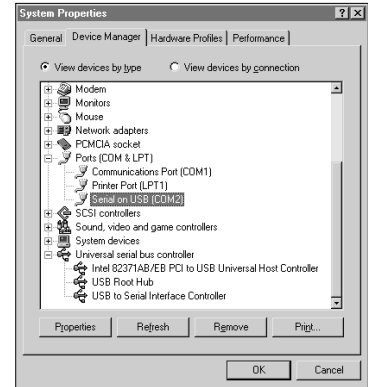 System Properties
General Device Manager Hardware Profiles Performance
View devices by type View devices by connection
Modem
Monitors
Mouse
Network adapters
PCMCIA socket
Ports (COM & LPT)
Communications Port (COM1)
Printer Port (LPT1)
Serial on USB (COM2)
SCSI controllers
Sound, video and game controllers
System devices
Universal serial bus controller
Intel 82371AB/EB PCI to USB Universal Host Controller
USB Root Hub
USB to Serial Interface Controller
Properties Refresh Remove Print...
OK Cancel